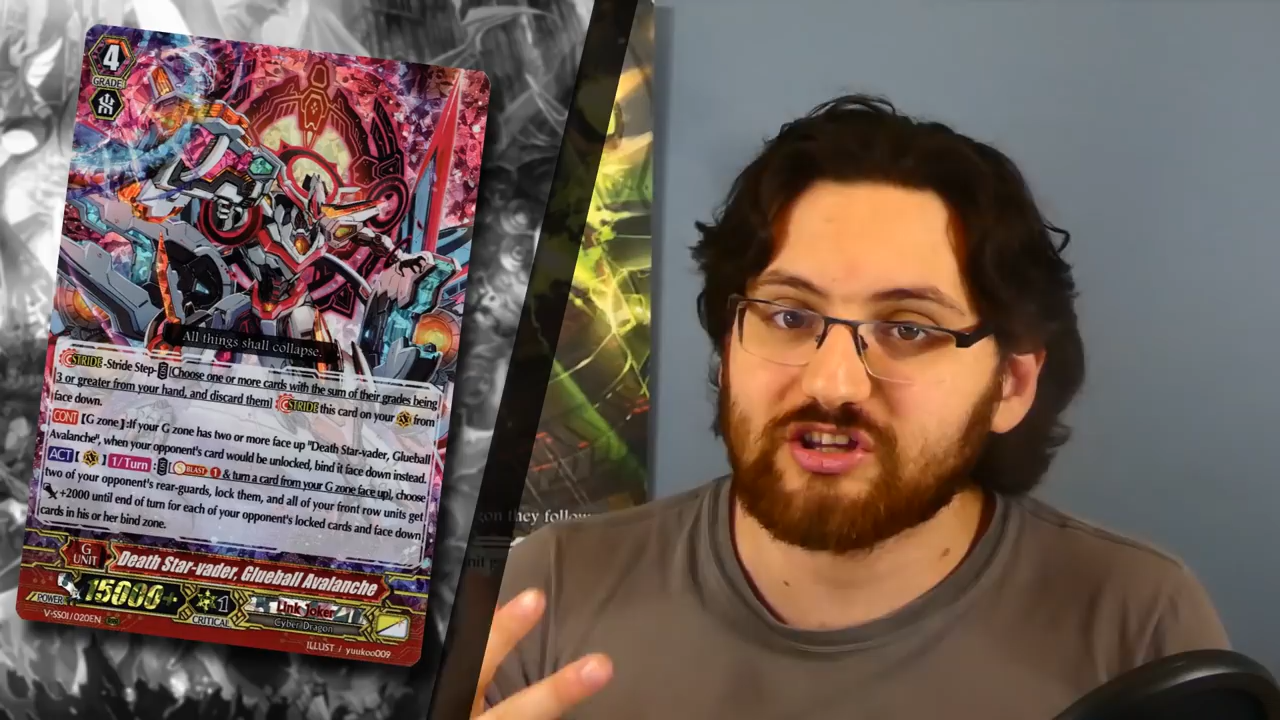 4
GRADE
All things shall collapse.
STRIDE -Stride Step- [Choose one or more cards with the sum of their grades being
3 or greater from your hand, and discard them] STRIDE this card on your from
face down.
CONT [G zone]:If your G zone has two or more face up "Death Star-vader, Glueball
Avalanche", when your opponent's card would be unlocked, bind it face down instead.
ACT [ ] 1/Turn : [S BLAST 1 & turn a card from your G zone face up], choose
two of your opponent's rear-guards, lock them, and all of your front row units get
+2000 until end of turn for each of your opponent's locked cards and face down
cards in his or her bind zone.
G
UNIT
Death Star-vader, Glueball Avalanche
POWER 15000+ 1
CRITICAL
Link Joker
Cyber Dragon
V-SS01/020EN RRR
ILLUST / yuukoo009
they follow